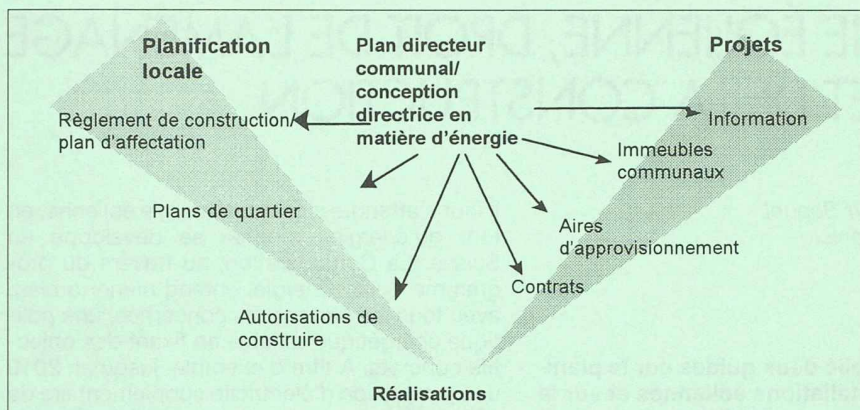 Planification
locale
Plan directeur
communal/
conception
directrice en
matière d'énergie
Projets
Règlement de construction/
plan d'affectation
Information
Immeubles
communaux
Plans de quartier
Aires
d'approvisionnement
Contrats
Autorisations de
construire
Réalisations